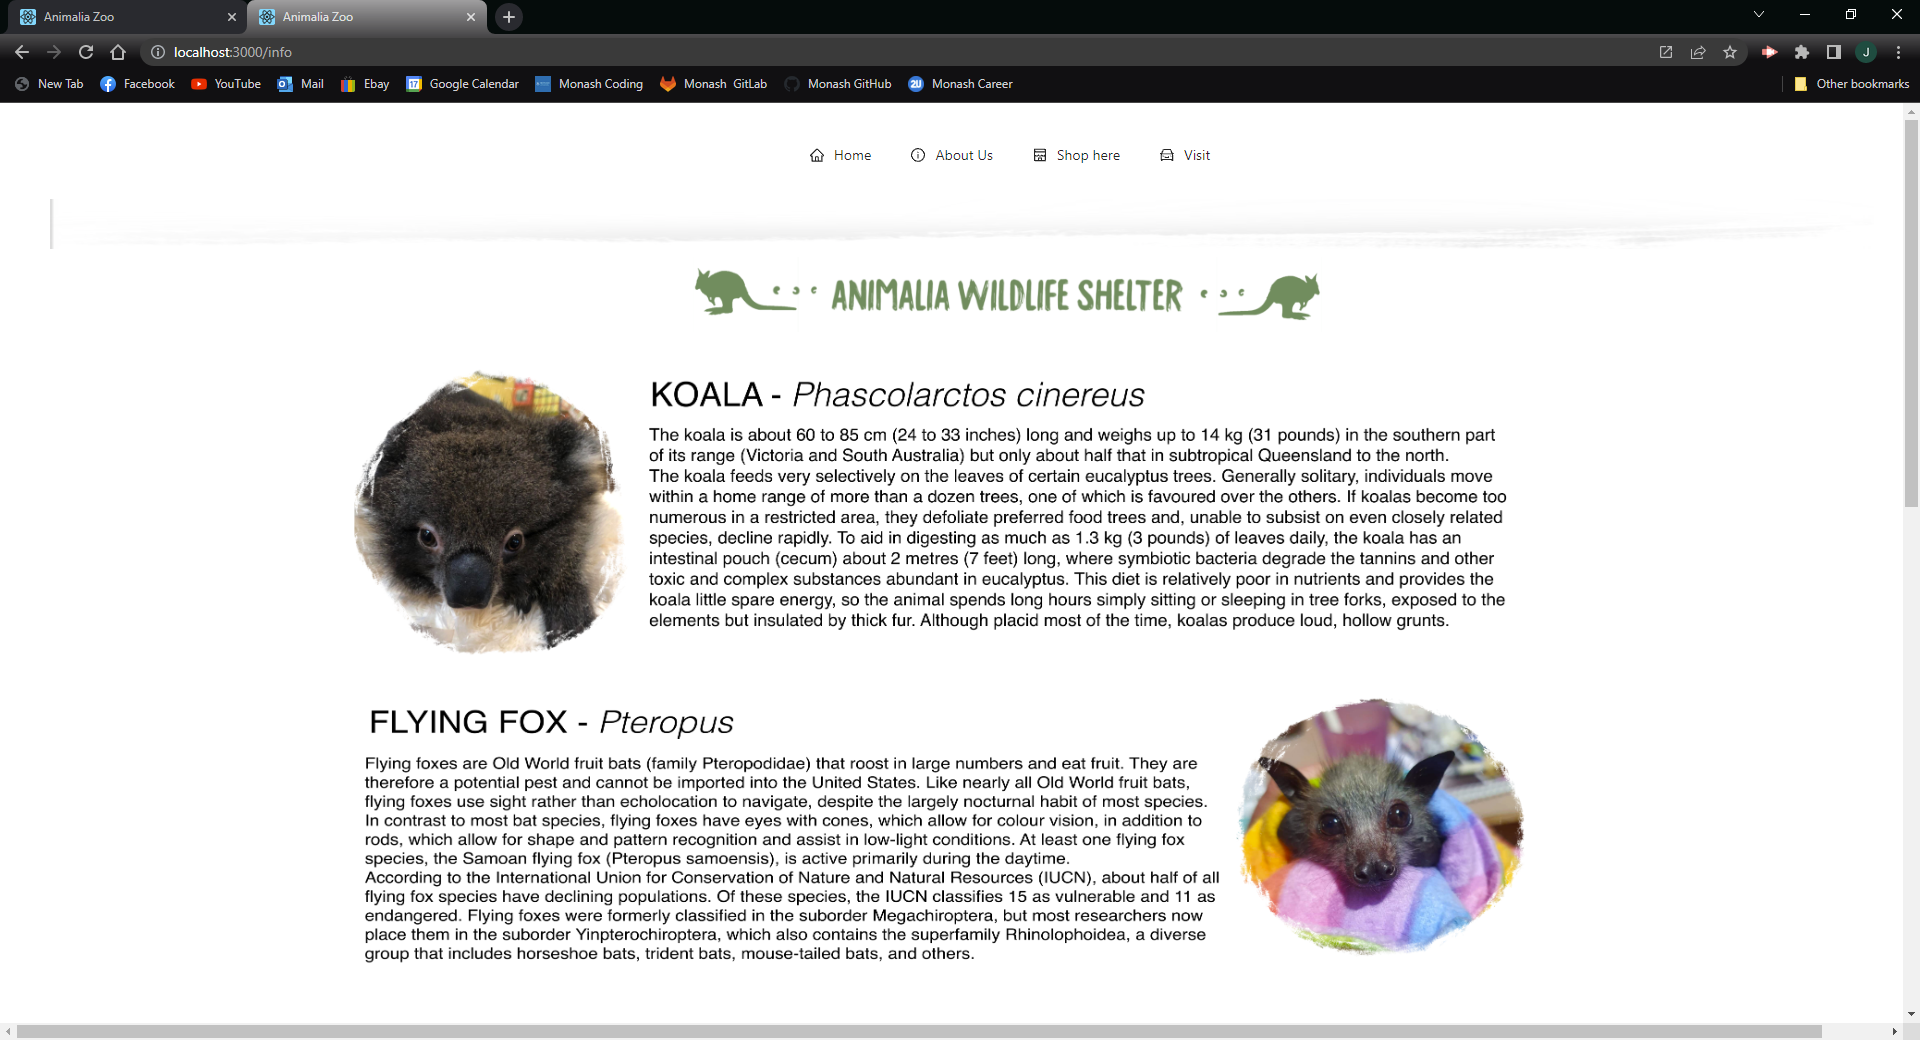 Animalia Zoo
Animalia Zoo
localhost:3000/info
J
New Tab
Facebook
YouTube
Mail
Ebay
17
Google Calendar
Monash Coding
Monash GitLab
Monash GitHub
2U
Monash Career
Other bookmarks
Home
About Us
Shop here
Visit
ANIMALIA WILDLIFE SHELTER
KOALA - Phascolarctos cinereus
The koala is about 60 to 85 cm (24 to 33 inches) long and weighs up to 14 kg (31 pounds) in the southern part
of its range (Victoria and South Australia) but only about half that in subtropical Queensland to the north.
The koala feeds very selectively on the leaves of certain eucalyptus trees. Generally solitary, individuals move
within a home range of more than a dozen trees, one of which is favoured over the others. If koalas become too
numerous in a restricted area, they defoliate preferred food trees and, unable to subsist on even closely related
species, decline rapidly. To aid in digesting as much as 1.3 kg (3 pounds) of leaves daily, the koala has an
intestinal pouch (cecum) about 2 metres (7 feet) long, where symbiotic bacteria degrade the tannins and other
toxic and complex substances abundant in eucalyptus. This diet is relatively poor in nutrients and provides the
koala little spare energy, so the animal spends long hours simply sitting or sleeping in tree forks, exposed to the
elements but insulated by thick fur. Although placid most of the time, koalas produce loud, hollow grunts.
FLYING FOX - Pteropus
Flying foxes are Old World fruit bats (family Pteropodidae) that roost in large numbers and eat fruit. They are
therefore a potential pest and cannot be imported into the United States. Like nearly all Old World fruit bats,
flying foxes use sight rather than echolocation to navigate, despite the largely nocturnal habit of most species.
In contrast to most bat species, flying foxes have eyes with cones, which allow for colour vision, in addition to
rods, which allow for shape and pattern recognition and assist in low-light conditions. At least one flying fox
species, the Samoan flying fox (Pteropus samoensis), is active primarily during the daytime.
According to the International Union for Conservation of Nature and Natural Resources (IUCN), about half of all
flying fox species have declining populations. Of these species, the IUCN classifies 15 as vulnerable and 11 as
endangered. Flying foxes were formerly classified in the suborder Megachiroptera, but most researchers now
place them in the suborder Yinpterochiroptera, which also contains the superfamily Rhinolophoidea, a diverse
group that includes horseshoe bats, trident bats, mouse-tailed bats, and others.